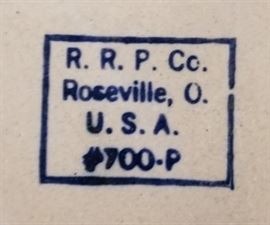 R. R. P. Co.
Roseville, O.
U. S. A.
#700-P